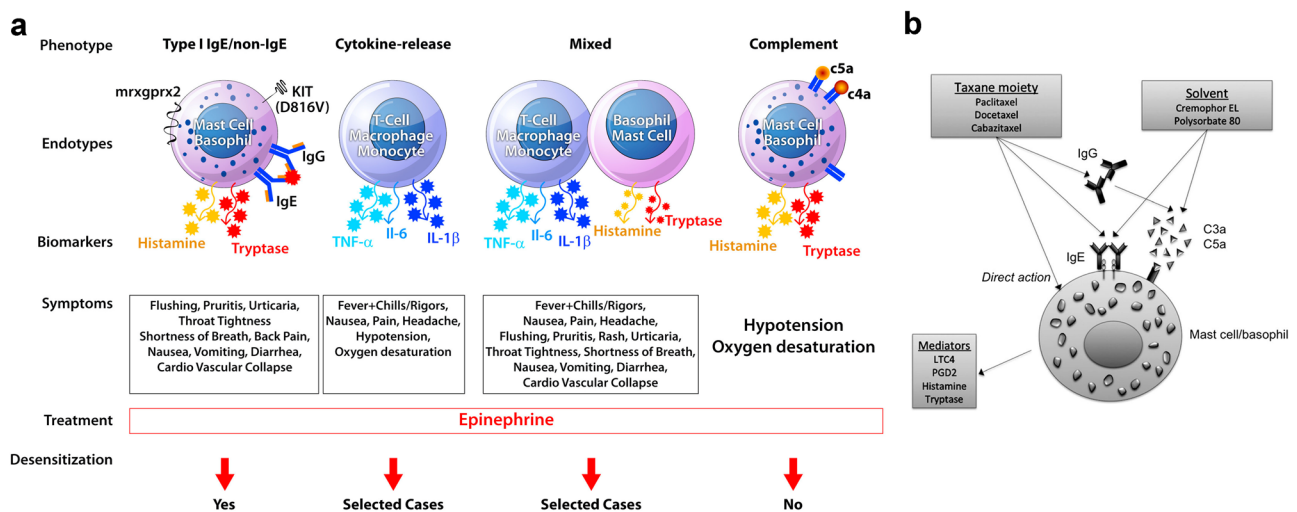 a
Phenotype
Type I IgE/non-IgE
Cytokine-release
Mixed
Complement
mrxgprx2
KIT
(D816V)
c5a
c4a
Endotypes
Mast Cell
Basophil
T-Cell
Macrophage
Monocyte
T-Cell
Macrophage
Monocyte
Basophil
Mast Cell
Mast Cell
Basophil
IgG
IgE
Biomarkers
Histamine
Tryptase
TNF-α
Il-6
IL-1β
TNF-α
Il-6
IL-1β
Histamine
Tryptase
Histamine
Tryptase
Symptoms
Flushing, Pruritis, Urticaria,
Throat Tightness
Shortness of Breath, Back Pain,
Nausea, Vomiting, Diarrhea,
Cardio Vascular Collapse
Fever+Chills/Rigors,
Nausea, Pain, Headache,
Hypotension,
Oxygen desaturation
Fever+Chills/Rigors,
Nausea, Pain, Headache,
Flushing, Pruritis, Rash, Urticaria,
Throat Tightness, Shortness of Breath,
Nausea, Vomiting, Diarrhea,
Cardio Vascular Collapse
Hypotension
Oxygen desaturation
Treatment
Epinephrine
Desensitization
Yes
Selected Cases
Selected Cases
No
b
Taxane moiety
Paclitaxel
Docetaxel
Cabazitaxel
Solvent
Cremophor EL
Polysorbate 80
IgG
IgE
C3a
C5a
Direct action
Mast cell/basophil
Mediators
LTC4
PGD2
Histamine
Tryptase